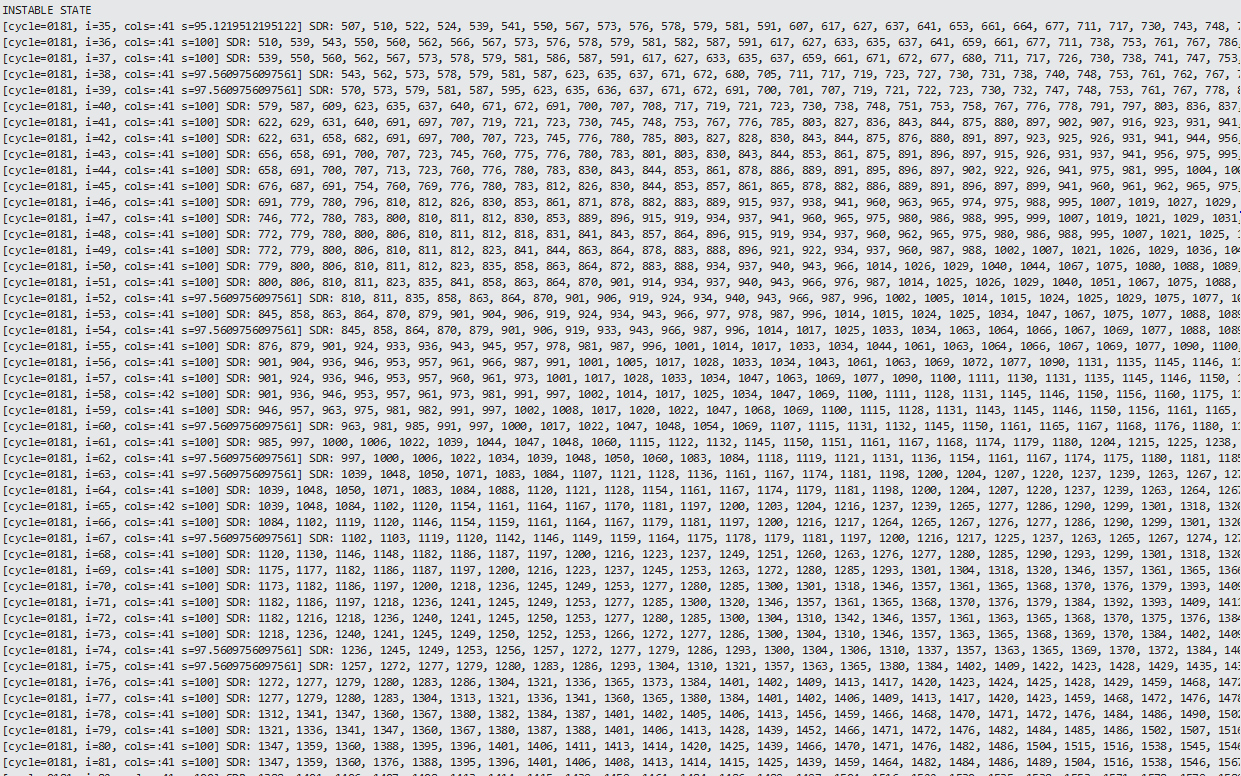 INSTABLE STATE
[cycle=0181, i=35, cols=:41 s=95.1219512195122] SDR: 507, 510, 522, 524, 539, 541, 550, 567, 573, 576, 578, 579, 581, 591, 607, 617, 627, 637, 641, 653, 661, 664, 677, 711, 717, 730, 743, 748,
[cycle=0181, i=36, cols=:41 s=100] SDR: 510, 539, 543, 550, 560, 562, 566, 567, 573, 576, 578, 579, 581, 582, 587, 591, 617, 627, 633, 635, 637, 641, 659, 661, 677, 711, 738, 753, 761, 767, 786,
[cycle=0181, i=37, cols=:41 s=100] SDR: 539, 550, 560, 562, 567, 573, 578, 579, 581, 586, 587, 591, 617, 627, 633, 635, 637, 659, 661, 671, 672, 677, 680, 711, 717, 726, 730, 738, 741, 747, 753,
[cycle=0181, i=38, cols=:41 s=97.5609756097561] SDR: 543, 562, 573, 578, 579, 581, 587, 623, 635, 637, 671, 672, 680, 705, 711, 717, 719, 723, 727, 730, 731, 738, 740, 748, 753, 761, 762, 767,
[cycle=0181, i=39, cols=:41 s=97.5609756097561] SDR: 570, 573, 579, 581, 587, 595, 623, 635, 636, 637, 671, 672, 691, 700, 701, 707, 719, 721, 722, 723, 730, 732, 747, 748, 753, 761, 767, 778,
[cycle=0181, i=40, cols=:41 s=100] SDR: 579, 587, 609, 623, 635, 637, 640, 671, 672, 691, 700, 707, 708, 717, 719, 721, 723, 730, 738, 748, 751, 753, 758, 767, 776, 778, 791, 797, 803, 836, 837,
[cycle=0181, i=41, cols=:41 s=100] SDR: 622, 629, 631, 640, 691, 697, 707, 719, 721, 723, 730, 745, 748, 753, 767, 776, 785, 803, 827, 836, 843, 844, 875, 880, 897, 902, 907, 916, 923, 931, 941,
[cycle=0181, i=42, cols=:41 s=100] SDR: 622, 631, 658, 682, 691, 697, 700, 707, 723, 745, 776, 780, 785, 803, 827, 828, 830, 843, 844, 875, 876, 880, 891, 897, 923, 925, 926, 931, 941, 944, 956,
[cycle=0181, i=43, cols=:41 s=100] SDR: 656, 658, 691, 700, 707, 723, 745, 760, 775, 776, 780, 783, 801, 803, 830, 843, 844, 853, 861, 875, 891, 896, 897, 915, 926, 931, 937, 941, 956, 975, 995,
[cycle=0181, i=44, cols=:41 s=100] SDR: 658, 691, 700, 707, 713, 723, 760, 776, 780, 783, 830, 843, 844, 853, 861, 878, 886, 889, 891, 895, 896, 897, 902, 922, 926, 941, 975, 981, 995, 1004,
[cycle=0181, i=45, cols=:41 s=100] SDR: 676, 687, 691, 754, 760, 769, 776, 780, 783, 812, 826, 830, 844, 853, 857, 861, 865, 878, 882, 886, 889, 891, 896, 897, 899, 941, 960, 961, 962, 965, 975,
[cycle=0181, i=46, cols=:41 s=100] SDR: 691, 779, 780, 796, 810, 812, 826, 830, 853, 861, 871, 878, 882, 883, 889, 915, 937, 938, 941, 960, 963, 965, 974, 975, 988, 995, 1007, 1019, 1027, 1029,
[cycle=0181, i=47, cols=:41 s=100] SDR: 746, 772, 780, 783, 800, 810, 811, 812, 830, 853, 889, 896, 915, 919, 934, 937, 941, 960, 965, 975, 980, 986, 988, 995, 999, 1007, 1019, 1021, 1029, 1031,
[cycle=0181, i=48, cols=:41 s=100] SDR: 772, 779, 780, 800, 806, 810, 811, 812, 818, 831, 841, 843, 857, 864, 896, 915, 919, 934, 937, 960, 962, 965, 975, 980, 986, 988, 995, 1007, 1021, 1025,
[cycle=0181, i=49, cols=:41 s=100] SDR: 772, 779, 800, 806, 810, 811, 812, 823, 841, 844, 863, 864, 878, 883, 888, 896, 921, 922, 934, 937, 960, 987, 988, 1002, 1007, 1021, 1026, 1029, 1036,
[cycle=0181, i=50, cols=:41 s=100] SDR: 779, 800, 806, 810, 811, 812, 823, 835, 858, 863, 864, 872, 883, 888, 934, 937, 940, 943, 966, 1014, 1026, 1029, 1040, 1044, 1067, 1075, 1080, 1088, 1089,
[cycle=0181, i=51, cols=:41 s=100] SDR: 800, 806, 810, 811, 823, 835, 841, 858, 863, 864, 870, 901, 914, 934, 937, 940, 943, 966, 976, 987, 1014, 1025, 1026, 1029, 1040, 1051, 1067, 1075, 1088,
[cycle=0181, i=52, cols=:41 s=97.5609756097561] SDR: 810, 811, 835, 858, 863, 864, 870, 901, 906, 919, 924, 934, 940, 943, 966, 987, 996, 1002, 1005, 1014, 1015, 1024, 1025, 1029, 1075, 1077,
[cycle=0181, i=53, cols=:41 s=100] SDR: 845, 858, 863, 864, 870, 879, 901, 904, 906, 919, 924, 934, 943, 966, 977, 978, 987, 996, 1014, 1015, 1024, 1025, 1034, 1047, 1067, 1075, 1077, 1088,
[cycle=0181, i=54, cols=:41 s=97.5609756097561] SDR: 845, 858, 864, 870, 879, 901, 906, 919, 933, 943, 966, 987, 996, 1014, 1017, 1025, 1033, 1034, 1063, 1064, 1066, 1067, 1069, 1077, 1088,
[cycle=0181, i=55, cols=:41 s=100] SDR: 876, 879, 901, 924, 933, 936, 943, 945, 957, 978, 981, 987, 996, 1001, 1014, 1017, 1033, 1034, 1044, 1061, 1063, 1064, 1066, 1067, 1069, 1077, 1090, 1100,
[cycle=0181, i=56, cols=:41 s=100] SDR: 901, 904, 936, 946, 953, 957, 961, 966, 987, 991, 1001, 1005, 1017, 1028, 1033, 1034, 1043, 1061, 1063, 1069, 1072, 1077, 1090, 1131, 1135, 1145, 1146,
[cycle=0181, i=57, cols=:41 s=100] SDR: 901, 924, 936, 946, 953, 957, 960, 961, 973, 1001, 1017, 1028, 1033, 1034, 1047, 1063, 1069, 1077, 1090, 1100, 1111, 1130, 1131, 1135, 1145, 1146, 1150,
[cycle=0181, i=58, cols=:42 s=100] SDR: 901, 936, 946, 953, 957, 961, 973, 981, 991, 997, 1002, 1014, 1017, 1025, 1034, 1047, 1069, 1100, 1111, 1128, 1131, 1145, 1146, 1150, 1156, 1160, 1175,
[cycle=0181, i=59, cols=:41 s=100] SDR: 946, 957, 963, 975, 981, 982, 991, 997, 1002, 1008, 1017, 1020, 1022, 1047, 1068, 1069, 1100, 1115, 1128, 1131, 1143, 1145, 1146, 1150, 1156, 1161, 1165,
[cycle=0181, i=60, cols=:41 s=97.5609756097561] SDR: 963, 981, 985, 991, 997, 1000, 1017, 1022, 1047, 1048, 1054, 1069, 1107, 1115, 1131, 1132, 1145, 1150, 1161, 1165, 1167, 1168, 1176, 1180,
[cycle=0181, i=61, cols=:41 s=100] SDR: 985, 997, 1000, 1006, 1022, 1039, 1044, 1047, 1048, 1060, 1115, 1122, 1132, 1145, 1150, 1151, 1161, 1167, 1168, 1174, 1179, 1180, 1204, 1215, 1225, 1238,
[cycle=0181, i=62, cols=:41 s=97.5609756097561] SDR: 997, 1000, 1006, 1022, 1034, 1039, 1048, 1050, 1060, 1083, 1084, 1118, 1119, 1121, 1131, 1136, 1154, 1161, 1167, 1174, 1175, 1180, 1181,
[cycle=0181, i=63, cols=:41 s=97.5609756097561] SDR: 1039, 1048, 1050, 1071, 1083, 1084, 1107, 1121, 1128, 1136, 1161, 1167, 1174, 1181, 1198, 1200, 1204, 1207, 1220, 1237, 1239, 1263, 1267,
[cycle=0181, i=64, cols=:41 s=100] SDR: 1039, 1048, 1050, 1071, 1083, 1084, 1088, 1120, 1121, 1128, 1154, 1161, 1167, 1174, 1179, 1181, 1198, 1200, 1204, 1207, 1220, 1237, 1239, 1263, 1264,
[cycle=0181, i=65, cols=:42 s=100] SDR: 1039, 1048, 1084, 1102, 1120, 1154, 1161, 1164, 1167, 1170, 1181, 1197, 1200, 1203, 1204, 1216, 1237, 1239, 1265, 1277, 1286, 1290, 1299, 1301, 1318,
[cycle=0181, i=66, cols=:41 s=100] SDR: 1084, 1102, 1119, 1120, 1146, 1154, 1159, 1161, 1164, 1167, 1179, 1181, 1197, 1200, 1216, 1217, 1264, 1265, 1267, 1276, 1277, 1286, 1290, 1299, 1301,
[cycle=0181, i=67, cols=:41 s=97.5609756097561] SDR: 1102, 1103, 1119, 1120, 1142, 1146, 1149, 1159, 1164, 1175, 1178, 1179, 1181, 1197, 1200, 1216, 1217, 1225, 1237, 1263, 1265, 1267, 1274,
[cycle=0181, i=68, cols=:41 s=100] SDR: 1120, 1130, 1146, 1148, 1182, 1186, 1187, 1197, 1200, 1216, 1223, 1237, 1249, 1251, 1260, 1263, 1276, 1277, 1280, 1285, 1290, 1293, 1299, 1301, 1318,
[cycle=0181, i=69, cols=:41 s=100] SDR: 1175, 1177, 1182, 1186, 1187, 1197, 1200, 1216, 1223, 1237, 1245, 1253, 1263, 1272, 1280, 1285, 1293, 1301, 1304, 1318, 1320, 1346, 1357, 1361, 1365,
[cycle=0181, i=70, cols=:41 s=100] SDR: 1173, 1182, 1186, 1197, 1200, 1218, 1236, 1245, 1249, 1253, 1277, 1280, 1285, 1300, 1301, 1318, 1346, 1357, 1361, 1365, 1368, 1370, 1376, 1379, 1393,
[cycle=0181, i=71, cols=:41 s=100] SDR: 1182, 1186, 1197, 1218, 1236, 1241, 1245, 1249, 1253, 1277, 1285, 1300, 1320, 1346, 1357, 1361, 1365, 1368, 1370, 1376, 1379, 1384, 1392, 1393, 1409,
[cycle=0181, i=72, cols=:41 s=100] SDR: 1182, 1216, 1218, 1236, 1240, 1241, 1245, 1250, 1253, 1277, 1280, 1285, 1300, 1304, 1310, 1342, 1346, 1357, 1361, 1363, 1365, 1368, 1370, 1375, 1376,
[cycle=0181, i=73, cols=:41 s=100] SDR: 1218, 1236, 1240, 1241, 1245, 1249, 1250, 1252, 1253, 1266, 1272, 1277, 1286, 1300, 1304, 1310, 1346, 1357, 1363, 1365, 1368, 1369, 1370, 1384, 1402,
[cycle=0181, i=74, cols=:41 s=97.5609756097561] SDR: 1236, 1245, 1249, 1253, 1256, 1257, 1272, 1277, 1279, 1286, 1293, 1300, 1304, 1306, 1310, 1337, 1357, 1363, 1365, 1369, 1370, 1372, 1384,
[cycle=0181, i=75, cols=:41 s=97.5609756097561] SDR: 1257, 1272, 1277, 1279, 1280, 1283, 1286, 1293, 1304, 1310, 1321, 1357, 1363, 1365, 1380, 1384, 1402, 1409, 1422, 1423, 1428, 1429, 1435,
[cycle=0181, i=76, cols=:41 s=100] SDR: 1272, 1277, 1279, 1280, 1283, 1286, 1304, 1321, 1336, 1365, 1373, 1384, 1401, 1402, 1409, 1413, 1417, 1420, 1423, 1424, 1425, 1428, 1429, 1459, 1468,
[cycle=0181, i=77, cols=:41 s=100] SDR: 1277, 1279, 1280, 1283, 1304, 1313, 1321, 1336, 1341, 1360, 1365, 1380, 1384, 1401, 1402, 1406, 1409, 1413, 1417, 1420, 1423, 1459, 1468, 1472, 1476,
[cycle=0181, i=78, cols=:41 s=100] SDR: 1312, 1341, 1347, 1360, 1367, 1380, 1382, 1384, 1387, 1401, 1402, 1405, 1406, 1413, 1456, 1459, 1466, 1468, 1470, 1471, 1472, 1476, 1484, 1486, 1490,
[cycle=0181, i=79, cols=:41 s=100] SDR: 1321, 1336, 1341, 1347, 1360, 1367, 1380, 1387, 1388, 1401, 1406, 1413, 1428, 1439, 1452, 1466, 1471, 1472, 1476, 1482, 1484, 1485, 1486, 1502, 1507,
[cycle=0181, i=80, cols=:41 s=100] SDR: 1347, 1359, 1360, 1388, 1395, 1396, 1401, 1406, 1411, 1413, 1414, 1420, 1425, 1439, 1466, 1470, 1471, 1476, 1482, 1486, 1504, 1515, 1516, 1538, 1545,
[cycle=0181, i=81, cols=:41 s=100] SDR: 1347, 1359, 1360, 1376, 1388, 1395, 1396, 1401, 1406, 1408, 1413, 1414, 1425, 1439, 1459, 1464, 1482, 1484, 1486, 1489, 1504, 1516, 1538, 1553, 1567,